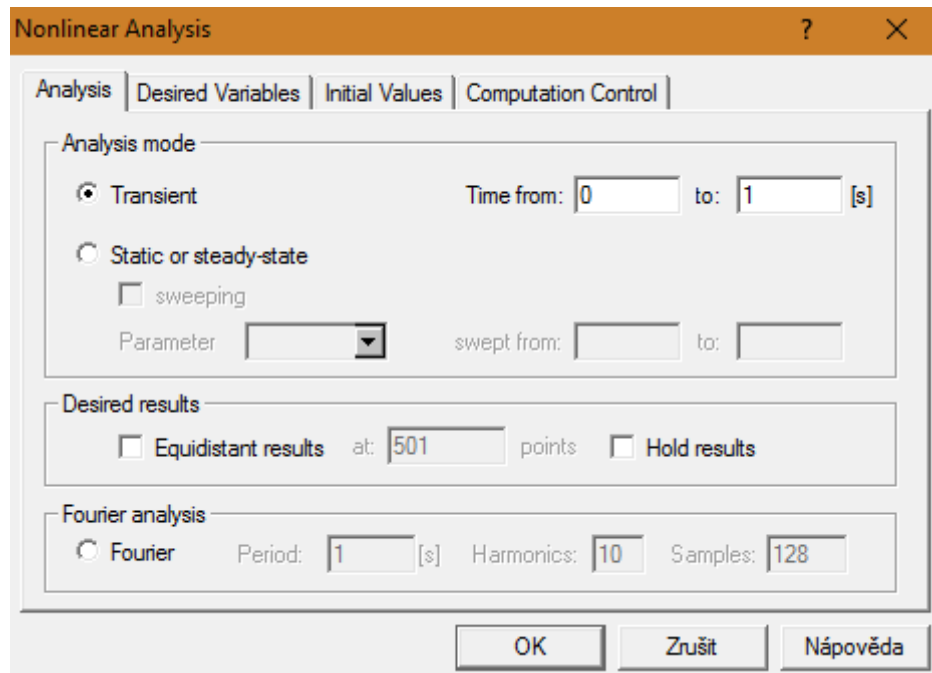 Nonlinear Analysis ?
Analysis Desired Variables Initial Values Computation Control
Analysis mode
Transient Time from: 0 to: 1 [s]
Static or steady-state
sweeping
Parameter swept from: to:
Desired results
Equidistant results at: 501 points Hold results
Fourier analysis
Fourier Period: 1 [s] Harmonics: 10 Samples: 128
OK Zrušit Nápověda